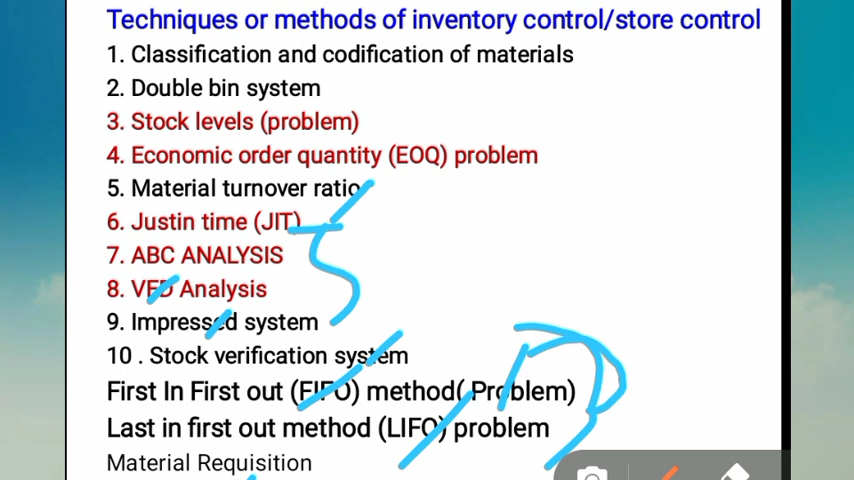 Techniques or methods of inventory control/store control
1. Classification and codification of materials
2. Double bin system
3. Stock levels (problem)
4. Economic order quantity (EOQ) problem
5. Material turnover ratio
6. Justin time (JIT)
7. ABC ANALYSIS
8. VED Analysis
9. Impressed system
10 . Stock verification system
First In First out (FIFO) method( Problem)
Last in first out method (LIFO) problem
Material Requisition